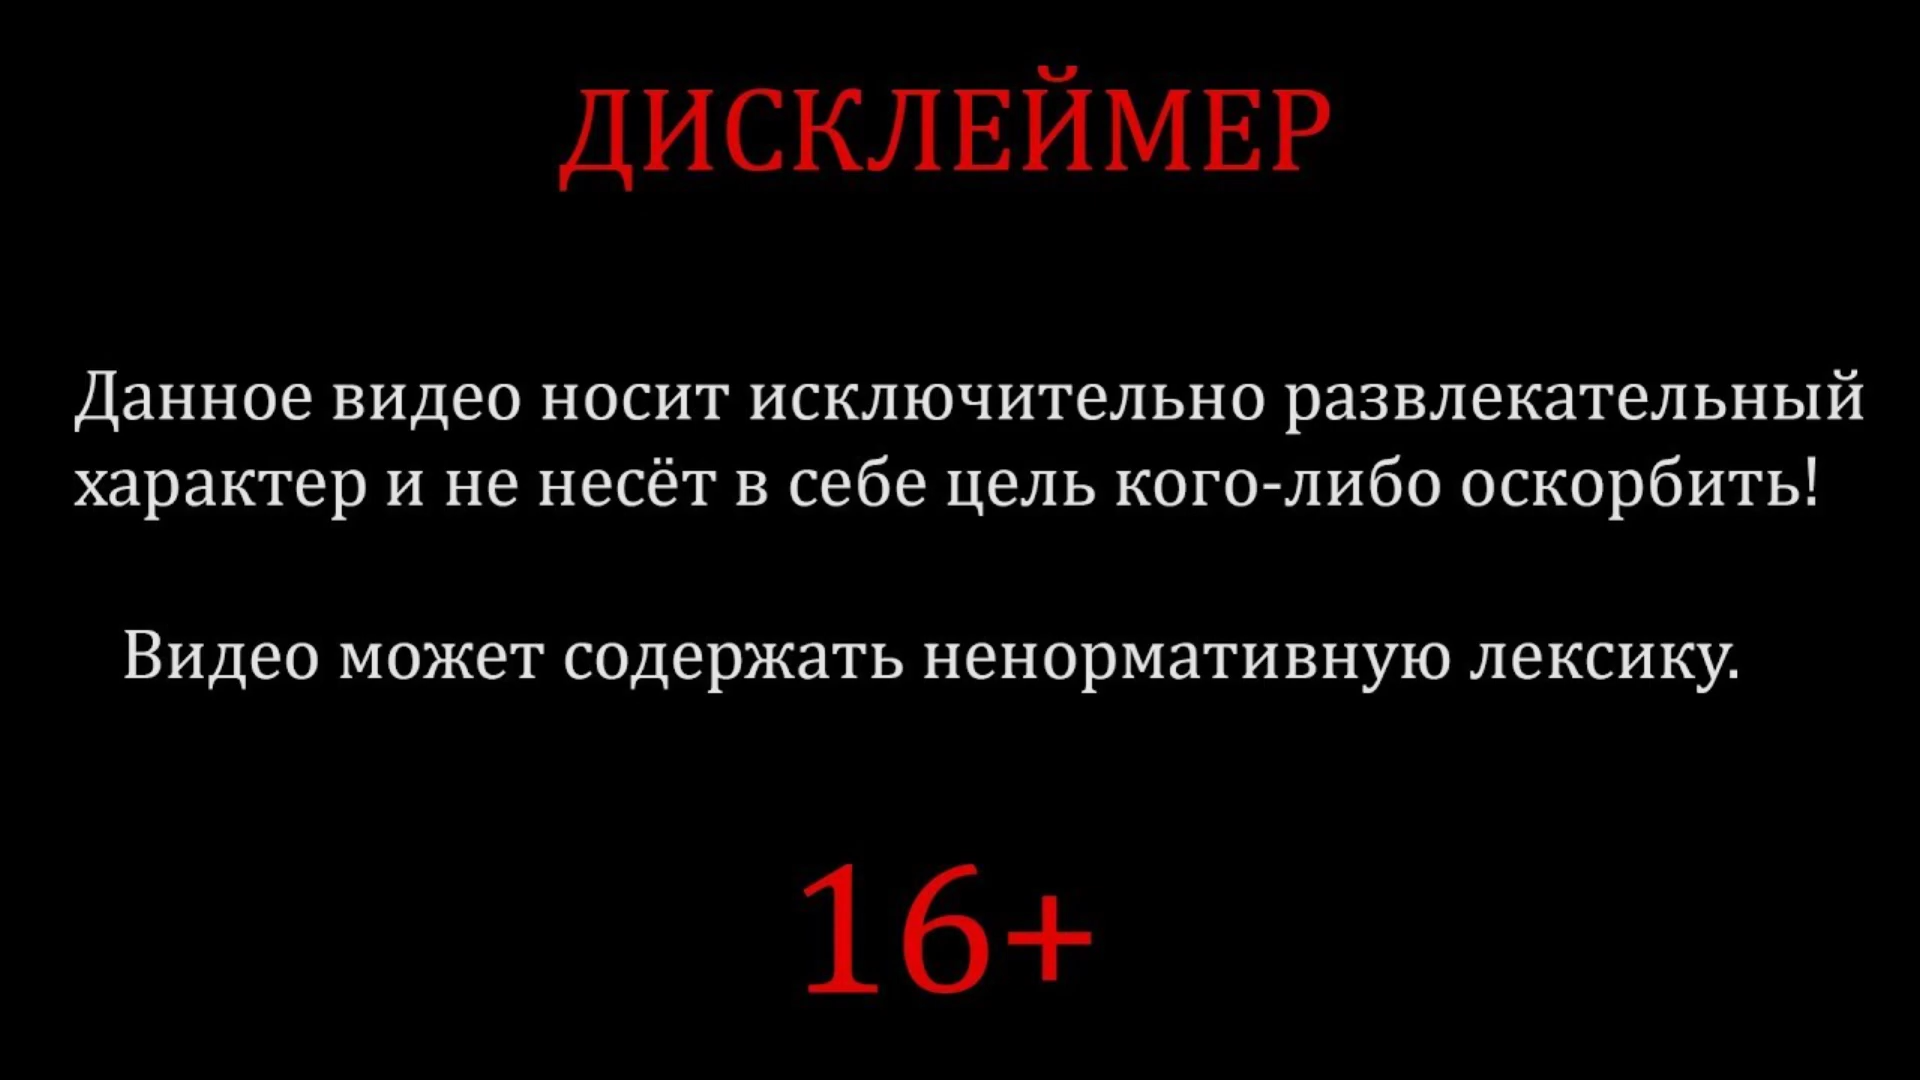 ДИСКЛЕЙМЕР
Данное видео носит исключительно развлекательный
характер и не несёт в себе цель кого-либо оскорбить!
Видео может содержать ненормативную лексику.
16+